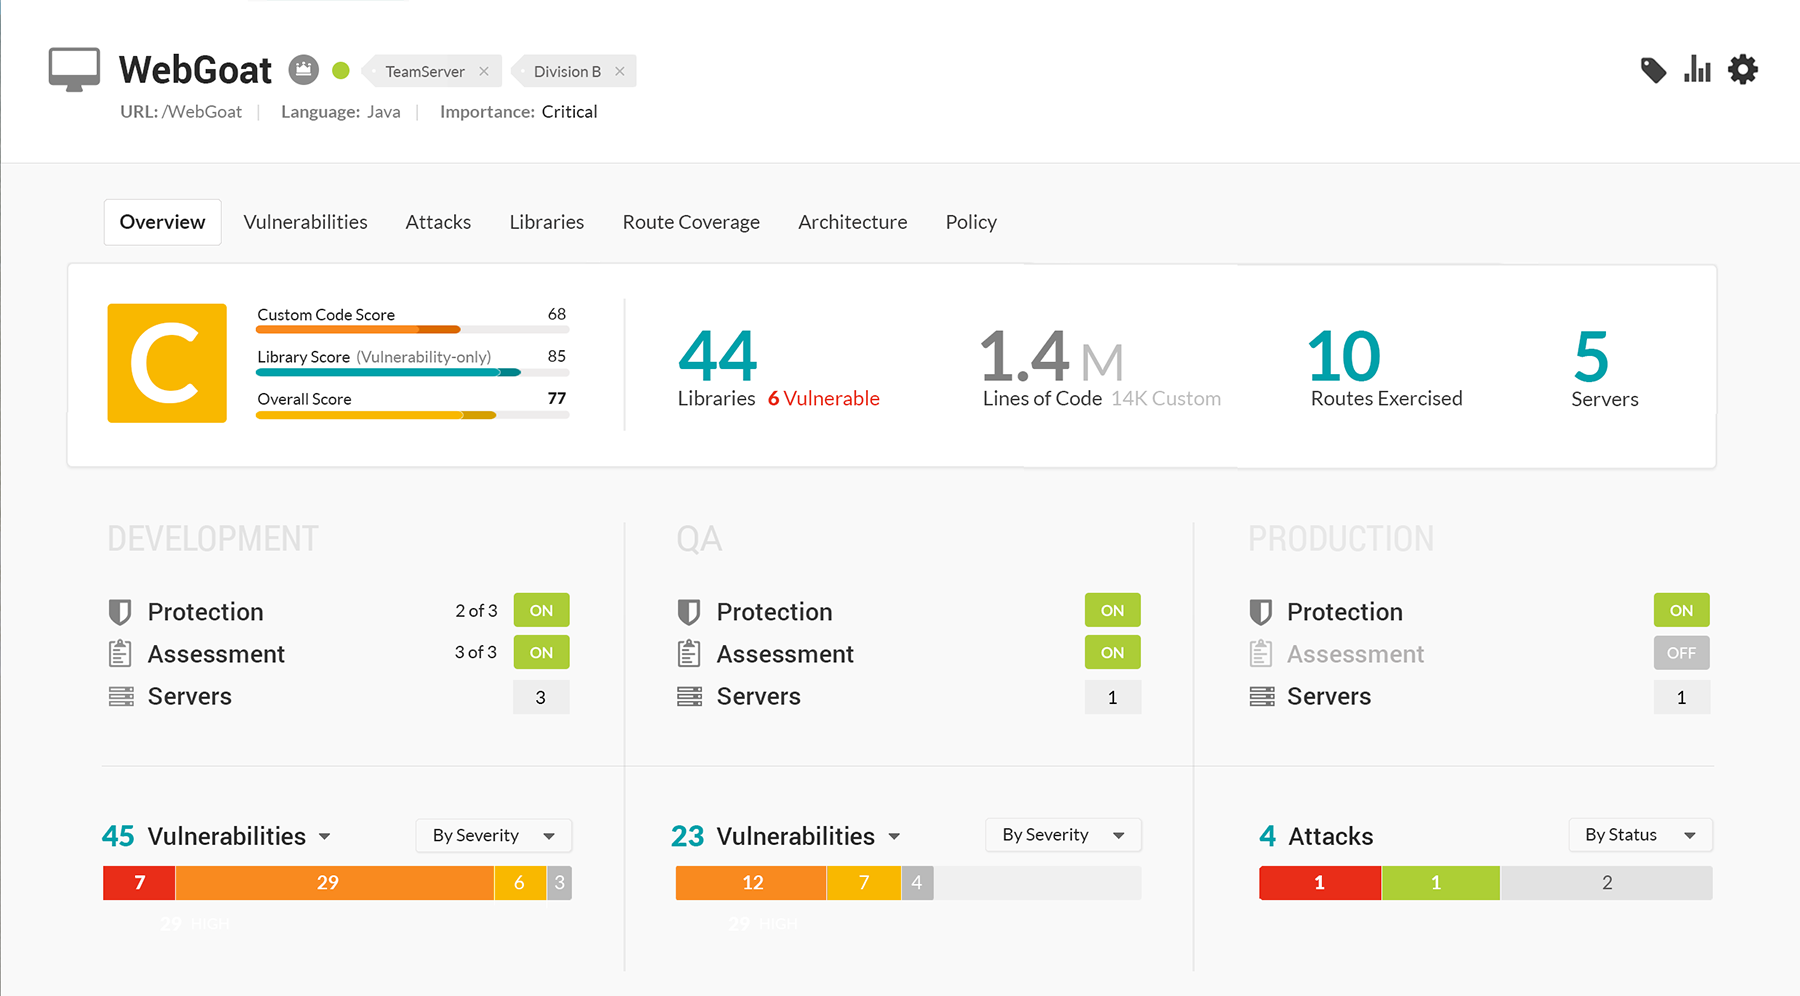 WebGoat TeamServer × Division B ×
URL: /WebGoat Language: Java Importance: Critical
Overview Vulnerabilities Attacks Libraries Route Coverage Architecture Policy
C
Custom Code Score 68
Library Score (Vulnerability-only) 85
Overall Score 77
44
Libraries 6 Vulnerable
1.4 M
Lines of Code 14K Custom
10
Routes Exercised
5
Servers
DEVELOPMENT
Protection 2 of 3 ON
Assessment 3 of 3 ON
Servers 3
45 Vulnerabilities By Severity
7 29 6 3
29 HIGH
QA
Protection ON
Assessment ON
Servers 1
23 Vulnerabilities By Severity
12 7 4
29 HIGH
PRODUCTION
Protection ON
Assessment OFF
Servers 1
4 Attacks By Status
1 1 2